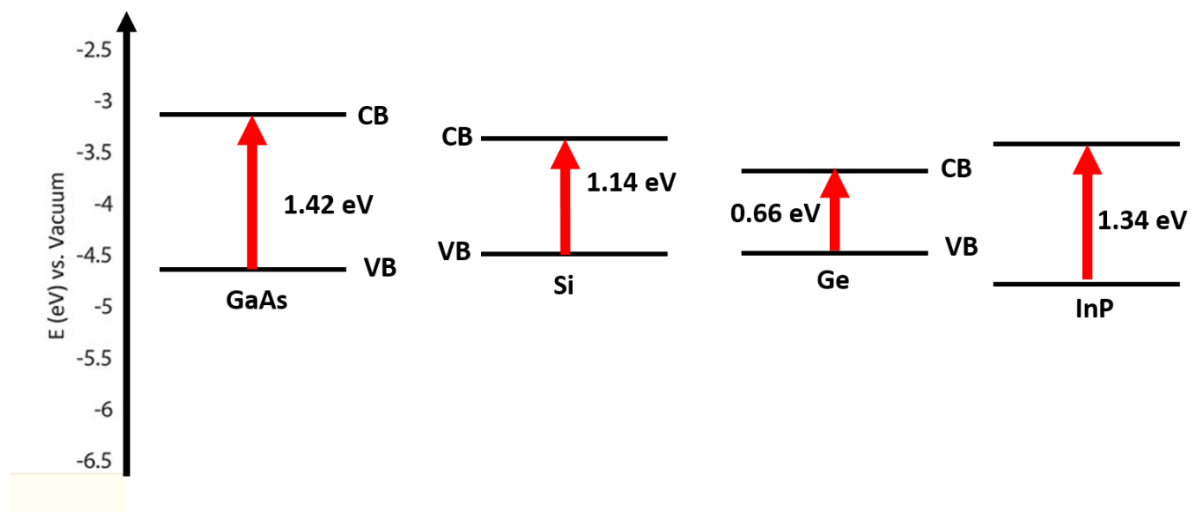 E (eV) vs. Vacuum
-2.5
-3
-3.5
-4
-4.5
-5
-5.5
-6
-6.5
CB
1.42 eV
VB
GaAs
CB
1.14 eV
VB
Si
CB
0.66 eV
VB
Ge
1.34 eV
InP